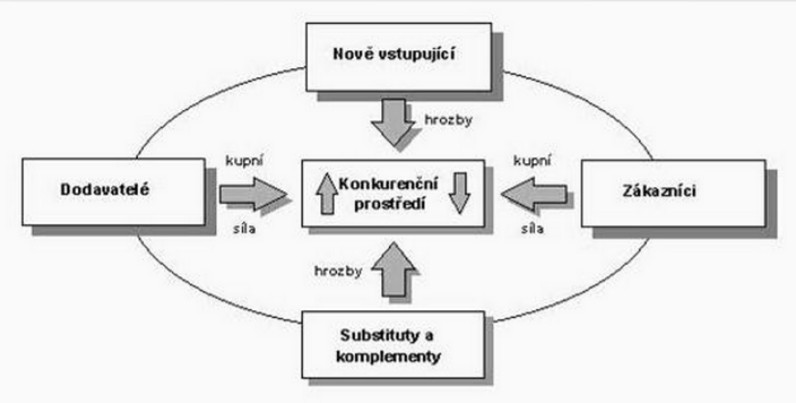 Nově vstupující
hrozby
kupní
kupní
Dodavatelé
Konkurenční
prostředí
Zákazníci
síla
síla
hrozby
Substituty a
komplementy